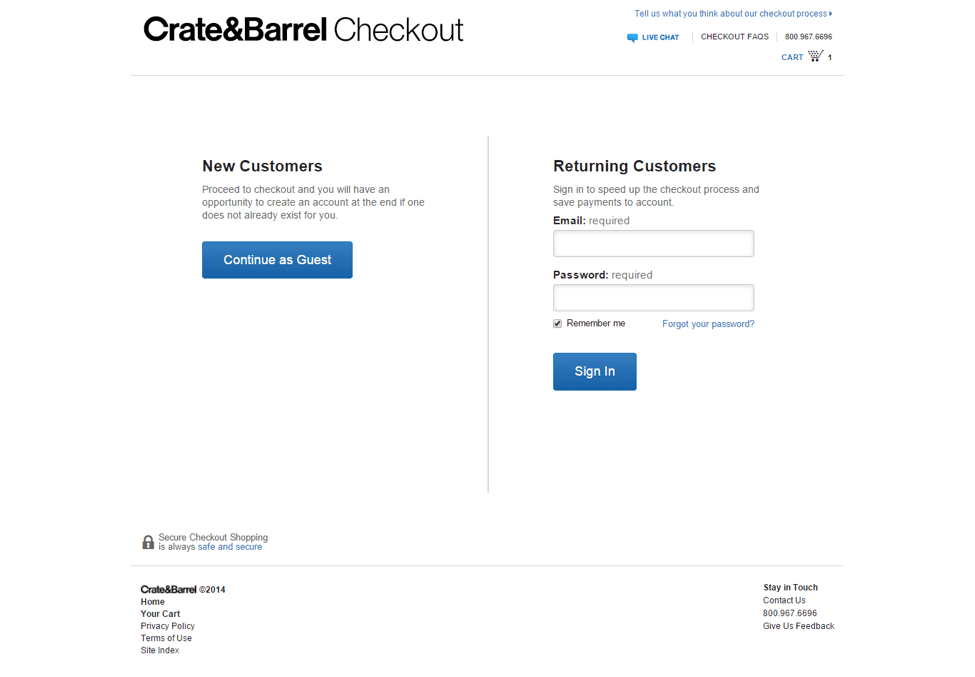 Crate&Barrel Checkout
Tell us what you think about our checkout process
LIVE CHAT
CHECKOUT FAQS
800.967.6696
CART 1
New Customers
Proceed to checkout and you will have an
opportunity to create an account at the end if one
does not already exist for you.
Continue as Guest
Returning Customers
Sign in to speed up the checkout process and
save payments to account.
Email: required
Password: required
Remember me
Forgot your password?
Sign In
Secure Checkout Shopping
is always safe and secure
Crate&Barrel ©2014
Home
Your Cart
Privacy Policy
Terms of Use
Site Index
Stay in Touch
Contact Us
800.967.6696
Give Us Feedback